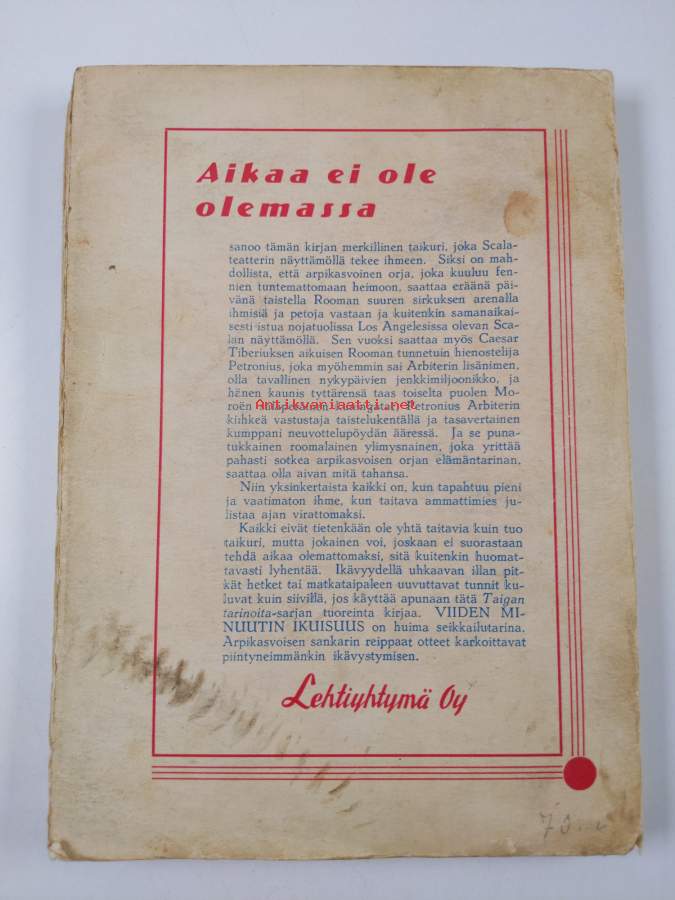 Aikaa ei ole
olemassa
sanoo tämän kirjan merkillinen taikuri, joka Scala-
teatterin näyttämöllä tekee ihmeen. Siksi on mah-
dollista, että arpikasvoinen orja, joka kuuluu fen-
nien tuntemattomaan heimoon, saattaa eräänä päi-
vänä taistella Rooman suuren sirkuksen arenalla
ihmisiä ja petoja vastaan ja kuitenkin samanaikai-
sesti istua nojatuolissa Los Angelesissa olevan Sca-
lan näyttämöllä. Sen vuoksi saattaa myös Caesar
Tiberiuksen aikuisen Rooman tunnetuin hienostelija
Petronius, joka myöhemmin sai Arbiterin lisänimen,
olla tavallinen nykypäivien jenkkimiljoonikko, ja
hänen kaunis tyttärensä taas toiselta puolen Mo-
roën kuningatar, Petronius Arbiterin
Antikvariaatti.net
kiihkeä vastustaja taistelukentällä ja tasavertainen
kumppani neuvottelupöydän ääressä. Ja se puna-
tukkainen roomalainen ylimysnainen, joka yrittää
pahasti sotkea arpikasvoisen orjan elämäntarinan,
saattaa olla aivan mitä tahansa.
Niin yksinkertaista kaikki on, kun tapahtuu pieni
ja vaatimaton ihme, kun taitava ammattimies ju-
listaa ajan virattomaksi.
Kaikki eivät tietenkään ole yhtä taitavia kuin tuo
taikuri, mutta jokainen voi, joskaan ei suorastaan
tehdä aikaa olemattomaksi, sitä kuitenkin huomat-
tavasti lyhentää. Ikävyydellä uhkaavan illan pit-
kät hetket tai matkataipaleen uuvuttavat tunnit ku-
luvat kuin siivillä, jos käyttää apunaan tätä Taigan
tarinoita-sarjan tuoreinta kirjaa. VIIDEN MI-
NUUTIN IKUISUUS on huima seikkailutarina.
Arpikasvoisen sankarin reippaat otteet karkoittavat
piintyneimmänkin ikävystymisen.
Lehtiyhtymä Oy